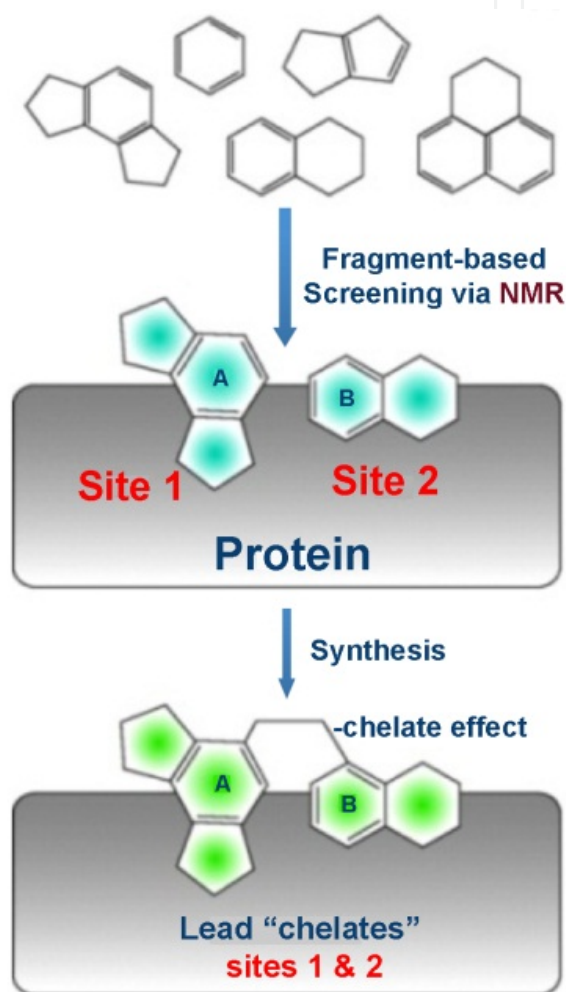 Fragment-based
Screening via NMR
A
B
Site 1
Site 2
Protein
Synthesis
-chelate effect
A
B
Lead “chelates”
sites 1 & 2